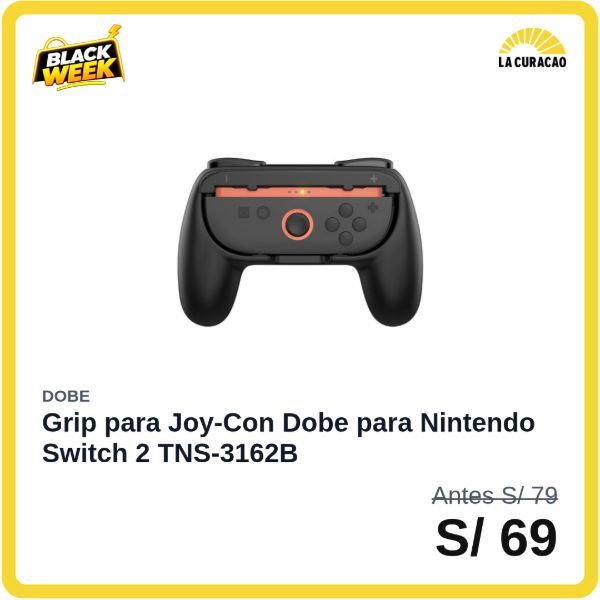 BLACK
WEEK
LA CURACAO
DOBE
Grip para Joy-Con Dobe para Nintendo
Switch 2 TNS-3162B
Antes S/ 79
S/ 69